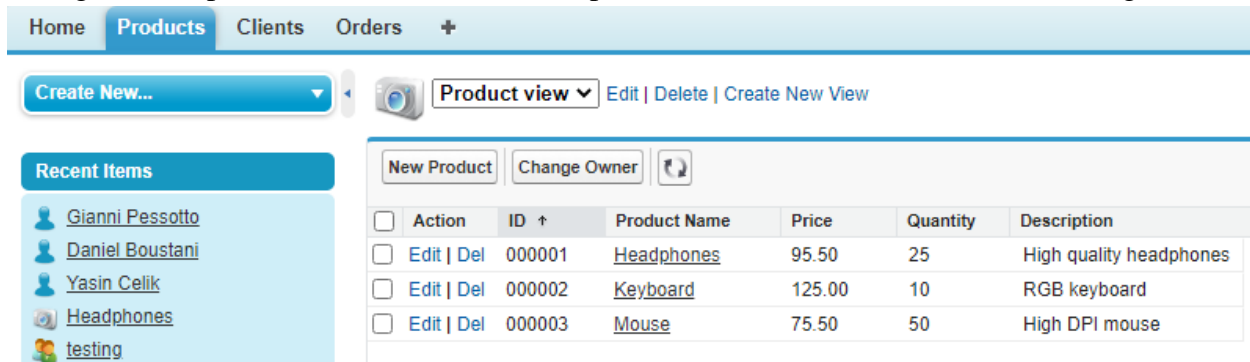 Home Products Clients Orders +
Create New...
Product view Edit | Delete | Create New View
Recent Items
Gianni Pessotto
Daniel Boustani
Yasin Celik
Headphones
testing
New Product Change Owner
Action ID ↑ Product Name Price Quantity Description
Edit | Del 000001 Headphones 95.50 25 High quality headphones
Edit | Del 000002 Keyboard 125.00 10 RGB keyboard
Edit | Del 000003 Mouse 75.50 50 High DPI mouse